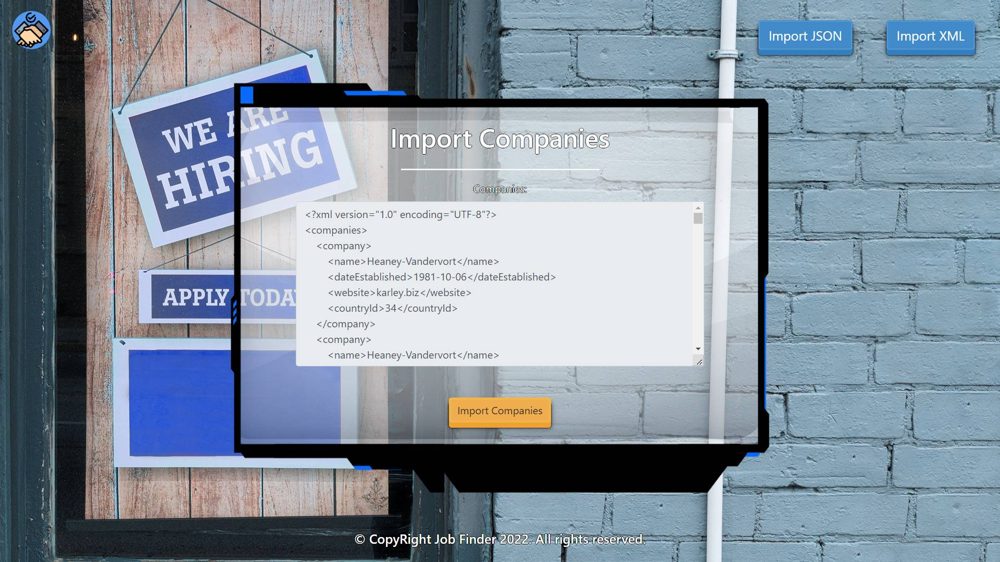 Import JSON
Import XML
WE ARE
HIRING
APPLY TODAY
Import Companies
Companies:
<?xml version="1.0" encoding="UTF-8"?>
<companies>
<company>
<name>Heaney-Vandervort</name>
<dateEstablished>1981-10-06</dateEstablished>
<website>karley.biz</website>
<countryId>34</countryId>
</company>
<company>
<name>Heaney-Vandervort</name>
Import Companies
© CopyRight Job Finder 2022. All rights reserved.